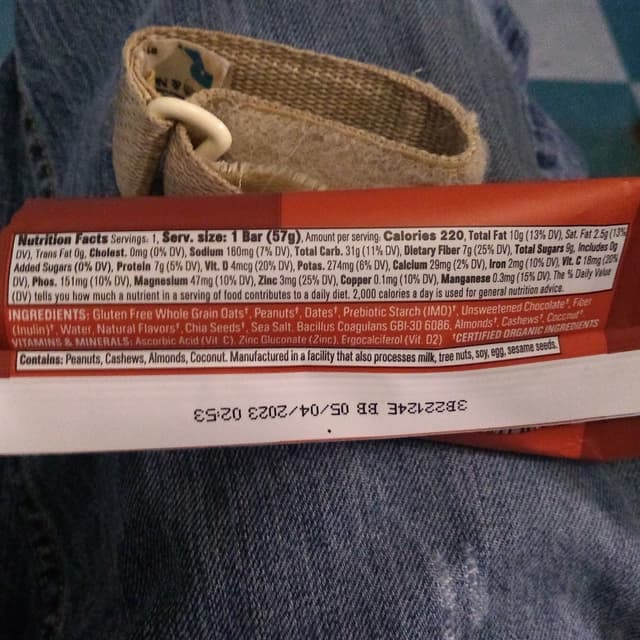 Nutrition Facts Servings: 1, Serv. size: 1 Bar (57g), Amount per serving: Calories 220, Total Fat 10g (13% DV), Sat. Fat 2.5g (13%
DV), Trans Fat 0g, Cholest. 0mg (0% DV), Sodium 160mg (7% DV), Total Carb. 31g (11% DV), Dietary Fiber 7g (25% DV), Total Sugars 9g, Includes 0g
Added Sugars (0% DV), Protein 7g (5% DV), Vit. D 4mcg (20% DV), Potas. 274mg (6% DV), Calcium 29mg (2% DV), Iron 2mg (10% DV), Vit. C 18mg (20%
DV), Phos. 151mg (10% DV), Magnesium 47mg (10% DV), Zinc 3mg (25% DV), Copper 0.1mg (10% DV), Manganese 0.3mg (15% DV). The % Daily Value
(DV) tells you how much a nutrient in a serving of food contributes to a daily diet. 2,000 calories a day is used for general nutrition advice.
INGREDIENTS: Gluten Free Whole Grain Oats†, Peanuts†, Dates†, Prebiotic Starch (IMO)†, Unsweetened Chocolate†, Fiber
(Inulin)†, Water, Natural Flavors†, Chia Seeds†, Sea Salt, Bacillus Coagulans GBI-30 6086, Almonds†, Cashews†, Coconut†
VITAMINS & MINERALS: Ascorbic Acid (Vit. C), Zinc Gluconate (Zinc), Ergocalciferol (Vit. D2) †CERTIFIED ORGANIC INGREDIENTS
Contains: Peanuts, Cashews, Almonds, Coconut. Manufactured in a facility that also processes milk, tree nuts, soy, egg, sesame seeds.
3B22124E BB 05/04/2023 02:53